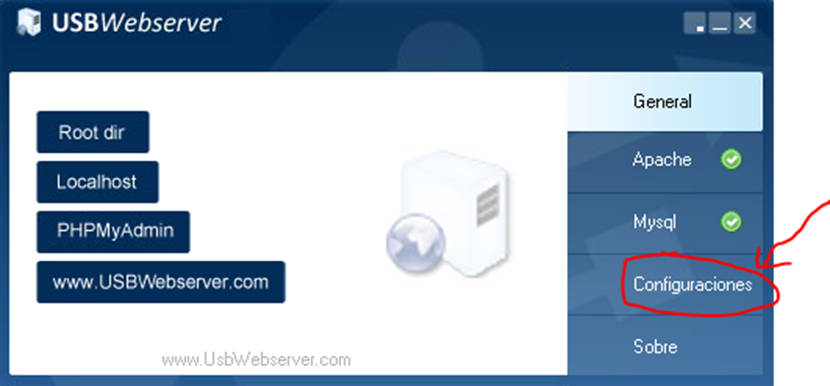 USBWebserver
Root dir
Localhost
PHPMyAdmin
www.USBWebserver.com
www.UsbWebserver.com
General
Apache
Mysql
Configuraciones
Sobre